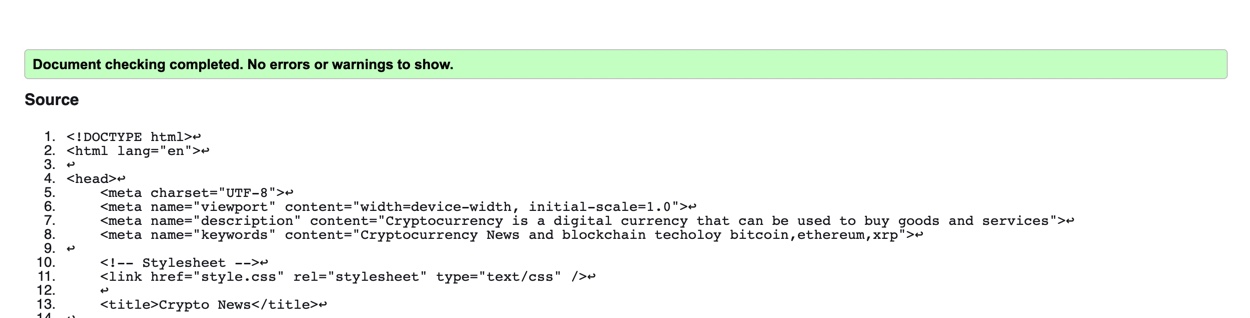 Document checking completed. No errors or warnings to show.
Source
1. <!DOCTYPE html>↩
2. <html lang="en">↩
3. ↩
4. <head>↩
5. <meta charset="UTF-8">↩
6. <meta name="viewport" content="width=device-width, initial-scale=1.0">↩
7. <meta name="description" content="Cryptocurrency is a digital currency that can be used to buy goods and services">↩
8. <meta name="keywords" content="Cryptocurrency News and blockchain techoloy bitcoin,ethereum,xrp">↩
9. ↩
10. <!-- Stylesheet -->↩
11. <link href="style.css" rel="stylesheet" type="text/css" />↩
12. ↩
13. <title>Crypto News</title>↩
14. ↩